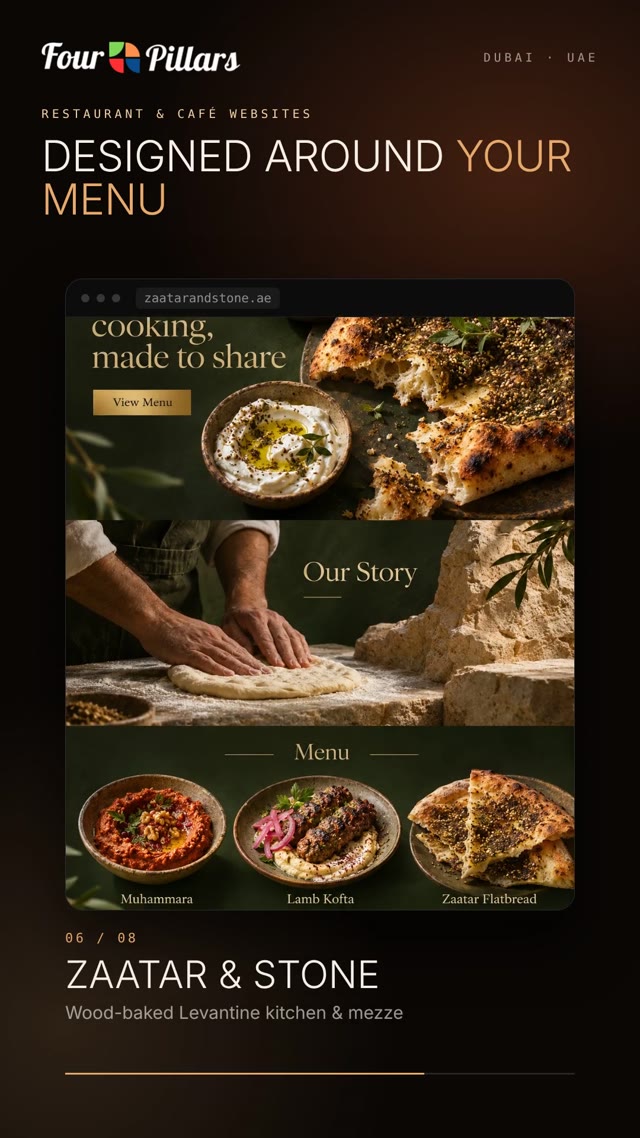 Four Pillars
DUBAI · UAE
RESTAURANT & CAFÉ WEBSITES
DESIGNED AROUND YOUR
MENU
zaatarandstone.ae
cooking,
made to share
View Menu
Our Story
Menu
Muhammara
Lamb Kofta
Zaatar Flatbread
06 / 08
ZAATAR & STONE
Wood-baked Levantine kitchen & mezze